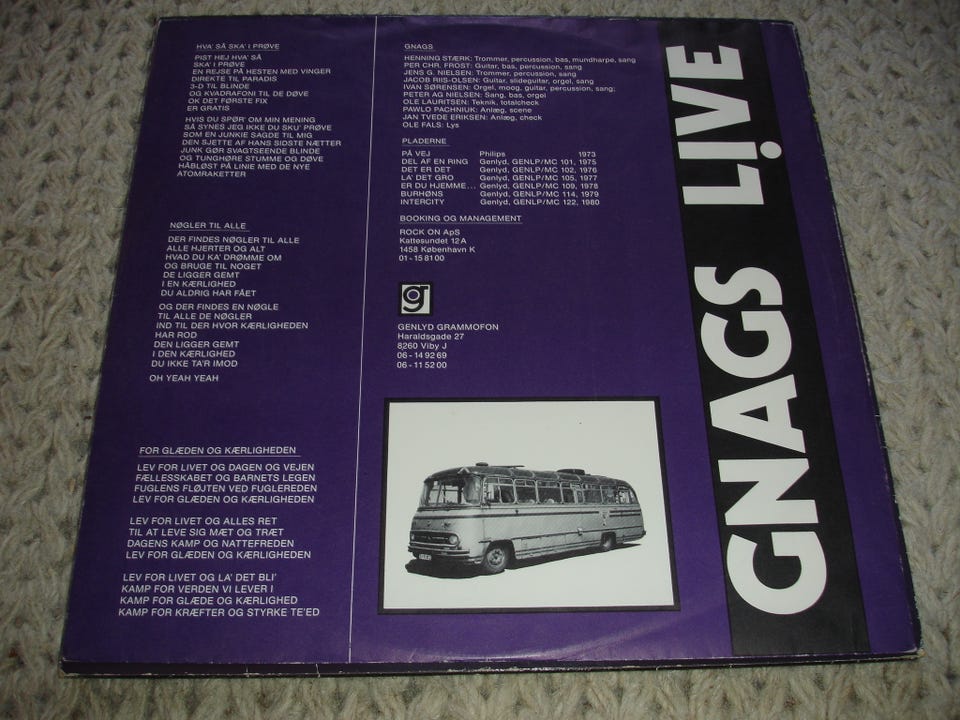 HVA' SÅ SKA' I PRØVE
PIST HEJ HVA' SÅ
SKA' I PRØVE
EN REJSE PÅ HESTEN MED VINGER
DIREKTE TIL PARADIS
3-D TIL BLINDE
OG KVADRAFONI TIL DE DØVE
OK DET FØRSTE FIX
ER GRATIS
HVIS DU SPØR' OM MIN MENING
SÅ SYNES JEG IKKE DU SKU' PRØVE
SOM EN JUNKIE SAGDE TIL MIG
DEN SJETTE AF HANS SIDSTE NÆTTER
JUNK GØR SVAGTSEENDE BLINDE
OG TUNGHØRE STUMME OG DØVE
HÅBLØST PÅ LINIE MED DE NYE
ATOMRAKETTER
NØGLER TIL ALLE
DER FINDES NØGLER TIL ALLE
ALLE HJERTER OG ALT
HVAD DU KA' DRØMME OM
OG BRUGE TIL NOGET
DE LIGGER GEMT
I EN KÆRLIGHED
DU ALDRIG HAR FÅET
OG DER FINDES EN NØGLE
TIL ALLE DE NØGLER
IND TIL DER HVOR KÆRLIGHEDEN
HAR ROD
DEN LIGGER GEMT
I DEN KÆRLIGHED
DU IKKE TA'R IMOD
OH YEAH YEAH
FOR GLÆDEN OG KÆRLIGHEDEN
LEV FOR LIVET OG DAGEN OG VEJEN
FÆLLESSKABET OG BARNETS LEGEN
FUGLENS FLØJTEN VED FUGLEREDEN
LEV FOR GLÆDEN OG KÆRLIGHEDEN
LEV FOR LIVET OG ALLES RET
TIL AT LEVE SIG MÆT OG TRÆT
DAGENS KAMP OG NATTEFREDEN
LEV FOR GLÆDEN OG KÆRLIGHEDEN
LEV FOR LIVET OG LA' DET BLI'
KAMP FOR VERDEN VI LEVER I
KAMP FOR GLÆDE OG KÆRLIGHED
KAMP FOR KRÆFTER OG STYRKE TE'ED
GNAGS
HENNING STÆRK: Trommer, percussion, bas, mundharpe, sang
PER CHR. FROST: Guitar, bas, percussion, sang
JENS G. NIELSEN: Trommer, percussion, sang
JACOB RIIS-OLSEN: Guitar, slideguitar, orgel, sang
IVAN SØRENSEN: Orgel, moog, guitar, percussion, sang;
PETER AG NIELSEN: Sang, bas, orgel
OLE LAURITSEN: Teknik, totalcheck
PAWLO PACHNIUK: Anlæg, scene
JAN TVEDE ERIKSEN: Anlæg, check
OLE FALS: Lys
PLADERNE
PÅ VEJ Philips 1973
DEL AF EN RING Genlyd, GENLP/MC 101, 1975
DET ER DET Genlyd, GENLP/MC 102, 1976
LA' DET GRO Genlyd, GENLP/MC 105, 1977
ER DU HJEMME... Genlyd, GENLP/MC 109, 1978
BURHØNS Genlyd, GENLP/MC 114, 1979
INTERCITY Genlyd, GENLP/MC 122, 1980
BOOKING OG MANAGEMENT
ROCK ON ApS
Kattesundet 12A
1458 København K
01-15 81 00
g
GENLYD GRAMMOFON
Haraldsgade 27
8260 Viby J
06-14 92 69
06-11 52 00
GNAGS LIVE